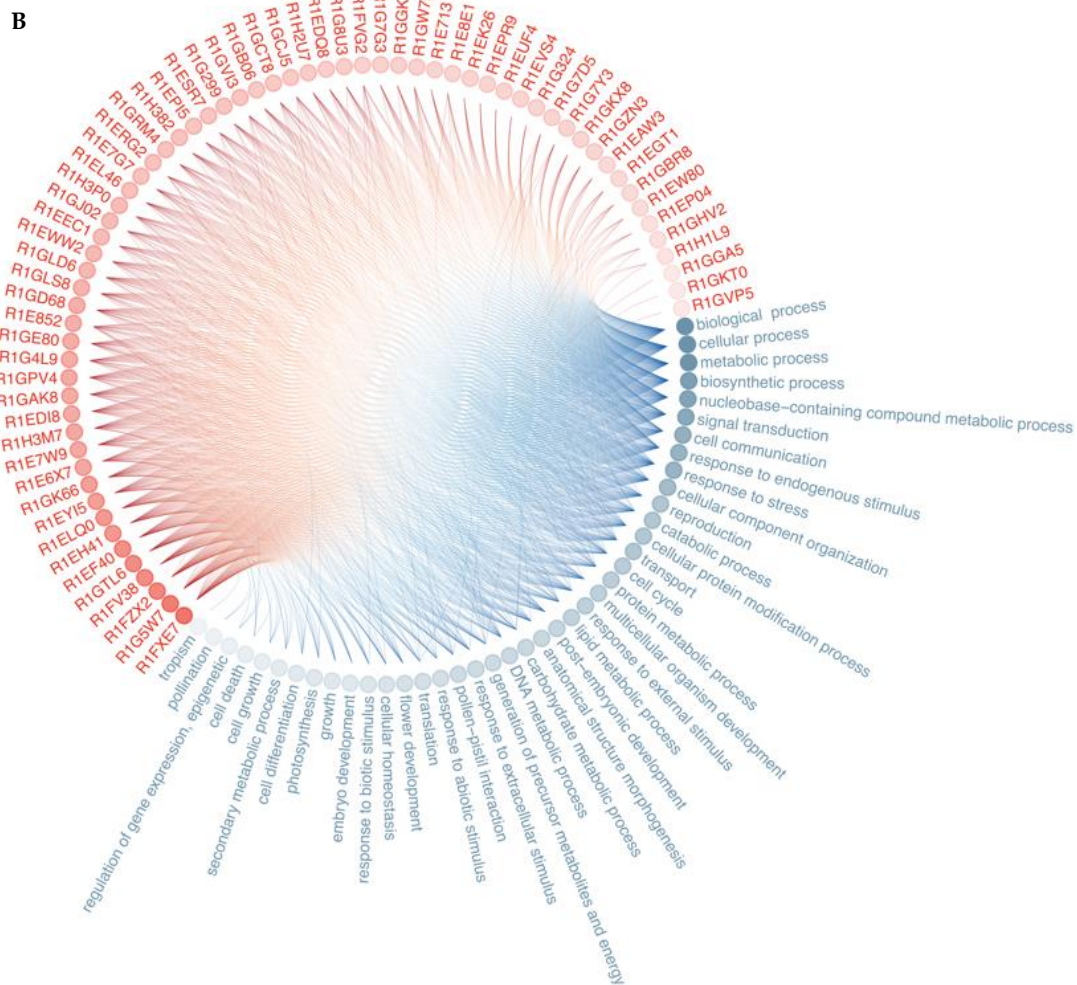 B
R1FXE7
R1G5W7
R1FZX2
R1FV38
R1GTL6
R1EF40
R1EH41
R1ELQ0
R1EYI5
R1GK66
R1E6X7
R1E7W9
R1H3M7
R1EDI8
R1GAK8
R1GPV4
R1G4L9
R1GE80
R1E852
R1GD68
R1GLS8
R1GLD6
R1EWW2
R1EEC1
R1GJ02
R1H3P0
R1EL46
R1E7G7
R1ERG2
R1GRM4
R1H382
R1EPI5
R1ESR7
R1G299
R1GVI3
R1GB06
R1GCT8
R1GCJ5
R1H2U7
R1EDQ8
R1G8U3
R1E713
R1E8E1
R1EK26
R1EPR9
R1EUF4
R1EVS4
R1G324
R1G7D5
R1G7Y3
R1GKX8
R1GZN3
R1EAW3
R1EGT1
R1GBR8
R1EW80
R1EP04
R1GHV2
R1H1L9
R1GGA5
R1GKT0
R1GVP5
biological process
cellular process
metabolic process
biosynthetic process
nucleobase−containing compound metabolic process
signal transduction
cell communication
response to endogenous stimulus
response to stress
cellular component organization
reproduction
catabolic process
cellular protein modification process
transport
cell cycle
protein metabolic process
multicellular organism development
response to external stimulus
lipid metabolic process
post−embryonic development
anatomical structure morphogenesis
carbohydrate metabolic process
DNA metabolic process
generation of precursor metabolites and energy
response to extracellular stimulus
pollen−pistil interaction
response to abiotic stimulus
translation
flower development
cellular homeostasis
response to biotic stimulus
embryo development
growth
photosynthesis
cell differentiation
secondary metabolic process
cell growth
cell death
regulation of gene expression, epigenetic
pollination
tropism